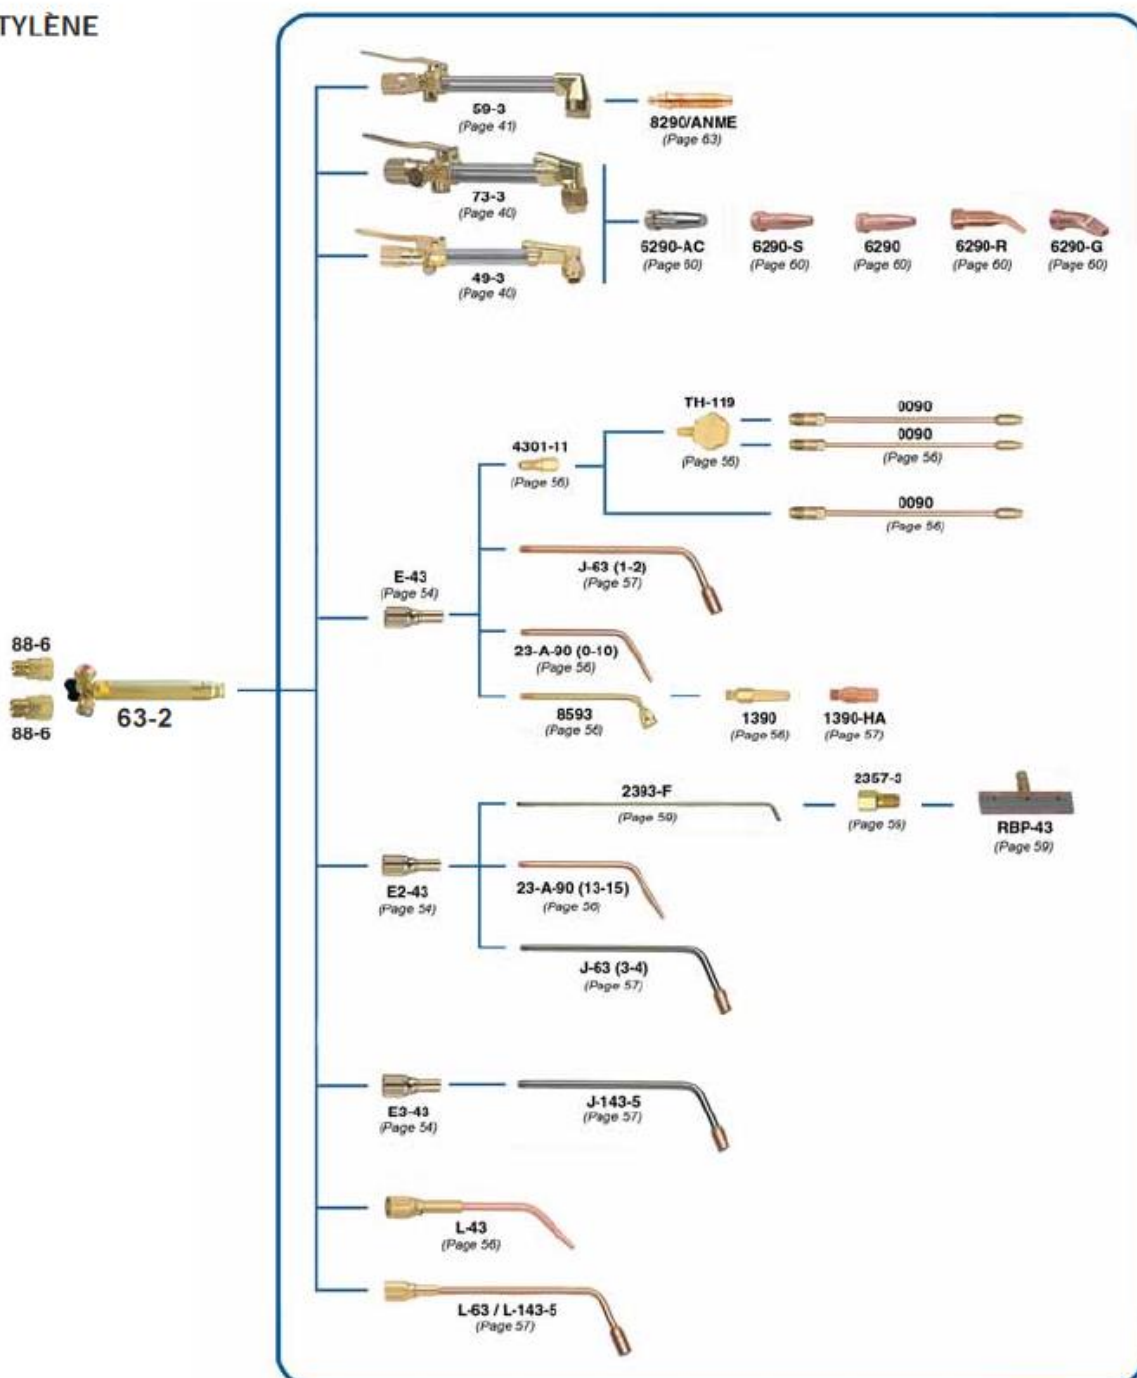 TYLÈNE
59-3
(Page 41)
8290/ANME
(Page 63)
73-3
(Page 40)
49-3
(Page 40)
6290-AC
(Page 60)
6290-S
(Page 60)
6290
(Page 60)
6290-R
(Page 60)
6290-G
(Page 60)
TH-119
(Page 56)
0090
0090
(Page 56)
4301-11
(Page 56)
0090
(Page 56)
E-43
(Page 54)
J-63 (1-2)
(Page 57)
23-A-90 (0-10)
(Page 56)
8593
(Page 56)
1390
(Page 56)
1390-HA
(Page 57)
88-6
63-2
88-6
2393-F
(Page 59)
2357-3
(Page 59)
RBP-43
(Page 59)
E2-43
(Page 54)
23-A-90 (13-15)
(Page 56)
J-63 (3-4)
(Page 57)
E3-43
(Page 54)
J-143-5
(Page 57)
L-43
(Page 56)
L-63 / L-143-5
(Page 57)